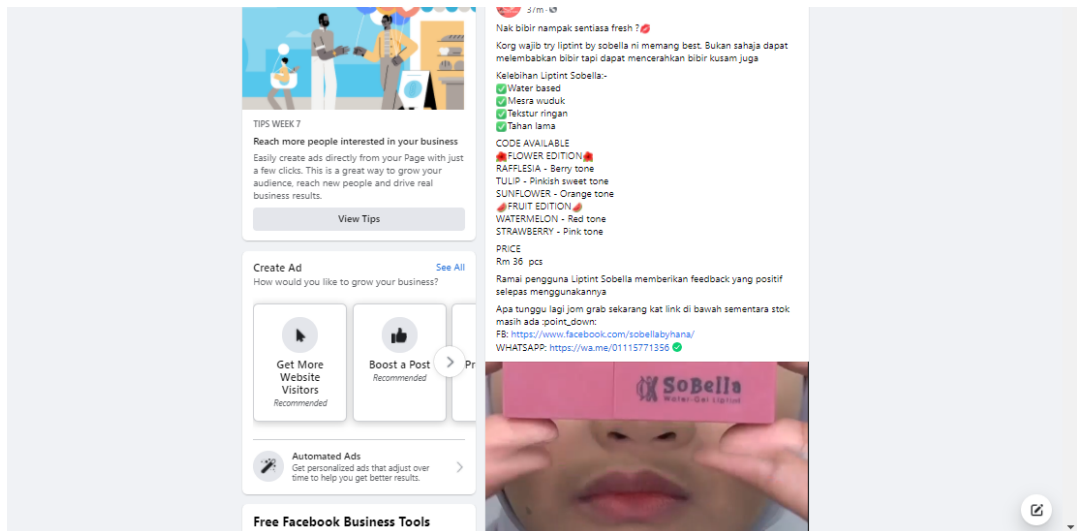 TIPS WEEK 7
Reach more people interested in your business
Easily create ads directly from your Page with just
a few clicks. This is a great way to grow your
audience, reach new people and drive real
business results.
View Tips
Create Ad
See All
How would you like to grow your business?
Get More
Website
Visitors
Recommended
Boost a Post
Recommended
Pr
Automated Ads
Get personalized ads that adjust over
time to help you get better results.
Free Facebook Business Tools
37m
Nak bibir nampak sentiasa fresh ?💋
Korg wajib try liptint by sobella ni memang best. Bukan sahaja dapat
melembabkan bibir tapi dapat mencerahkan bibir kusam juga
Kelebihan Liptint Sobella:-
✅Water based
✅Mesra wuduk
✅Tekstur ringan
✅Tahan lama
CODE AVAILABLE
🌺FLOWER EDITION🌺
RAFFLESIA - Berry tone
TULIP - Pinkish sweet tone
SUNFLOWER - Orange tone
🍉FRUIT EDITION🍉
WATERMELON - Red tone
STRAWBERRY - Pink tone
PRICE
Rm 36 pcs
Ramai pengguna Liptint Sobella memberikan feedback yang positif
selepas menggunakannya
Apa tunggu lagi jom grab sekarang kat link di bawah sementara stok
masih ada :point_down:
FB: https://www.facebook.com/sobellabyhana/
WHATSAPP: https://wa.me/01115771356 ✅
SoBella
Water-Gel Liptint